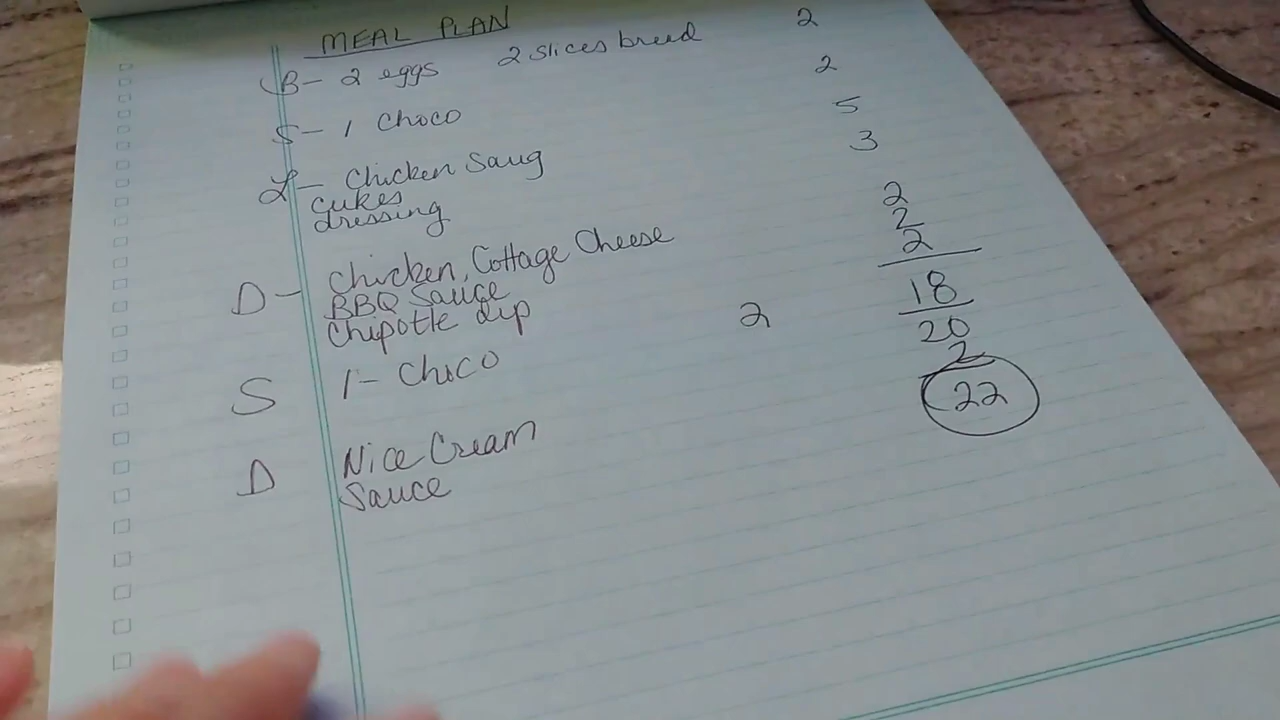 MEAL PLAN
B- 2 eggs 2 slices bread 2
2
S- 1 Choco 5
L- Chicken Saug 3
cukes
dressing 2
2
2
D- Chicken, Cottage Cheese
BBQ Sauce 18
Chipotle dip 2 20
2
S 1- Choco 22
D Nice Cream
Sauce